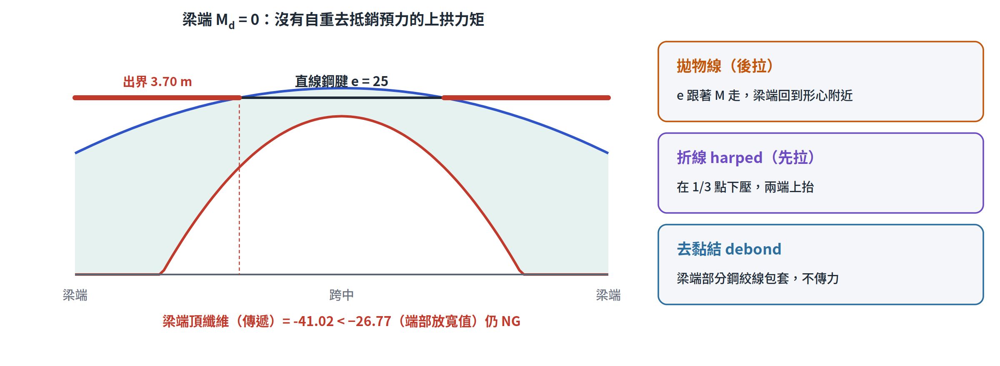 梁端 Md = 0：沒有自重去抵銷預力的上拱力矩
出界 3.70 m
直線鋼腱 e = 25
梁端
跨中
梁端
梁端頂纖維（傳遞）= -41.02 < −26.77（端部放寬值）仍 NG
拋物線（後拉）
e 跟著 M 走，梁端回到形心附近
折線 harped（先拉）
在 1/3 點下壓，兩端上抬
去黏結 debond
梁端部分鋼絞線包套，不傳力